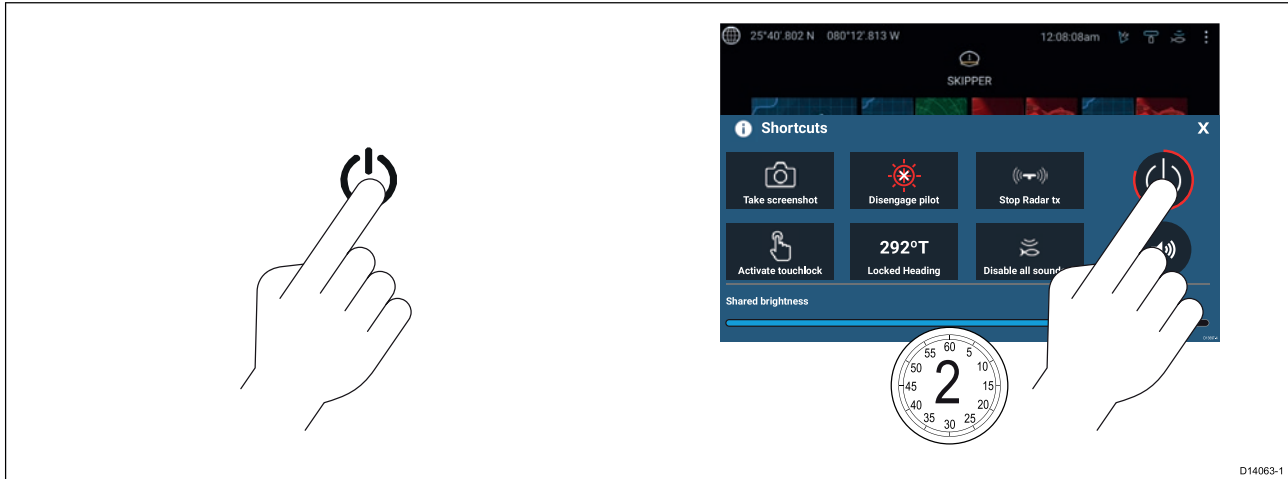 25°40'.802 N 080°12'.813 W 12:08:08am
SKIPPER
i Shortcuts X
Take screenshot Disengage pilot Stop Radar tx
292°T
Activate touchlock Locked Heading Disable all sound
Shared brightness
60
55 5
50 10
2
45 15
40 20
35 25
30
D14063-1